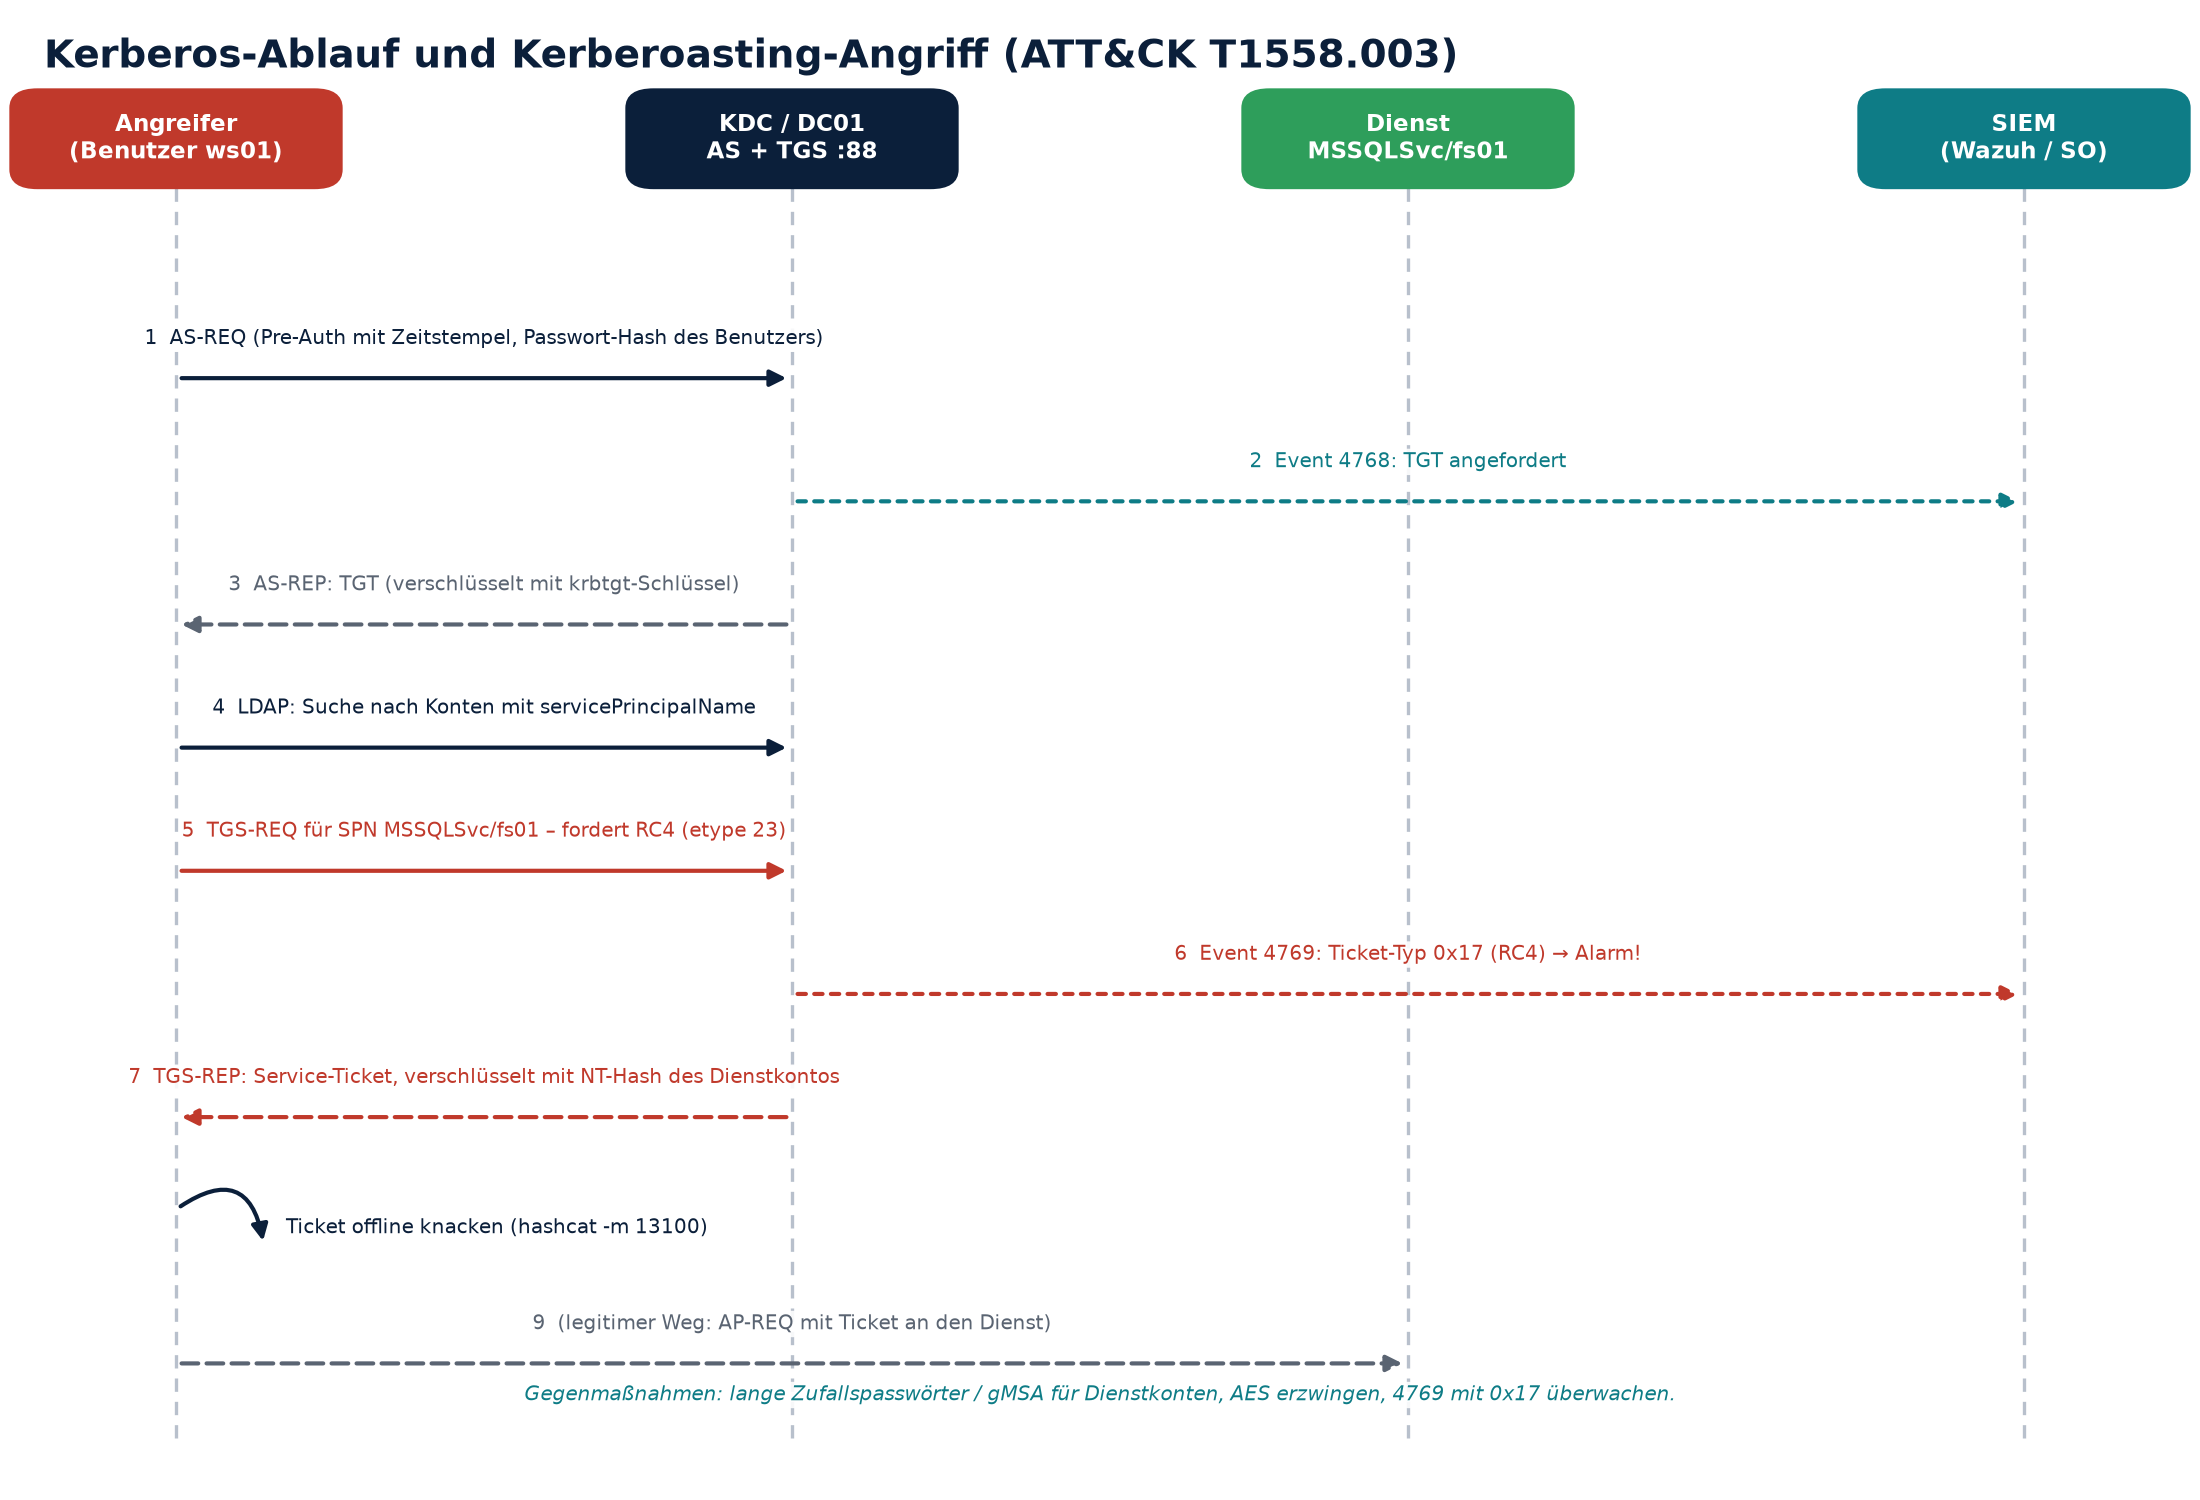 Kerberos-Ablauf und Kerberoasting-Angriff (ATT&CK T1558.003)
Angreifer
(Benutzer ws01)
KDC / DC01
AS + TGS :88
Dienst
MSSQLSvc/fs01
SIEM
(Wazuh / SO)
1  AS-REQ (Pre-Auth mit Zeitstempel, Passwort-Hash des Benutzers)
2  Event 4768: TGT angefordert
3  AS-REP: TGT (verschlüsselt mit krbtgt-Schlüssel)
4  LDAP: Suche nach Konten mit servicePrincipalName
5  TGS-REQ für SPN MSSQLSvc/fs01 – fordert RC4 (etype 23)
6  Event 4769: Ticket-Typ 0x17 (RC4) → Alarm!
7  TGS-REP: Service-Ticket, verschlüsselt mit NT-Hash des Dienstkontos
Ticket offline knacken (hashcat -m 13100)
9  (legitimer Weg: AP-REQ mit Ticket an den Dienst)
Gegenmaßnahmen: lange Zufallspasswörter / gMSA für Dienstkonten, AES erzwingen, 4769 mit 0x17 überwachen.